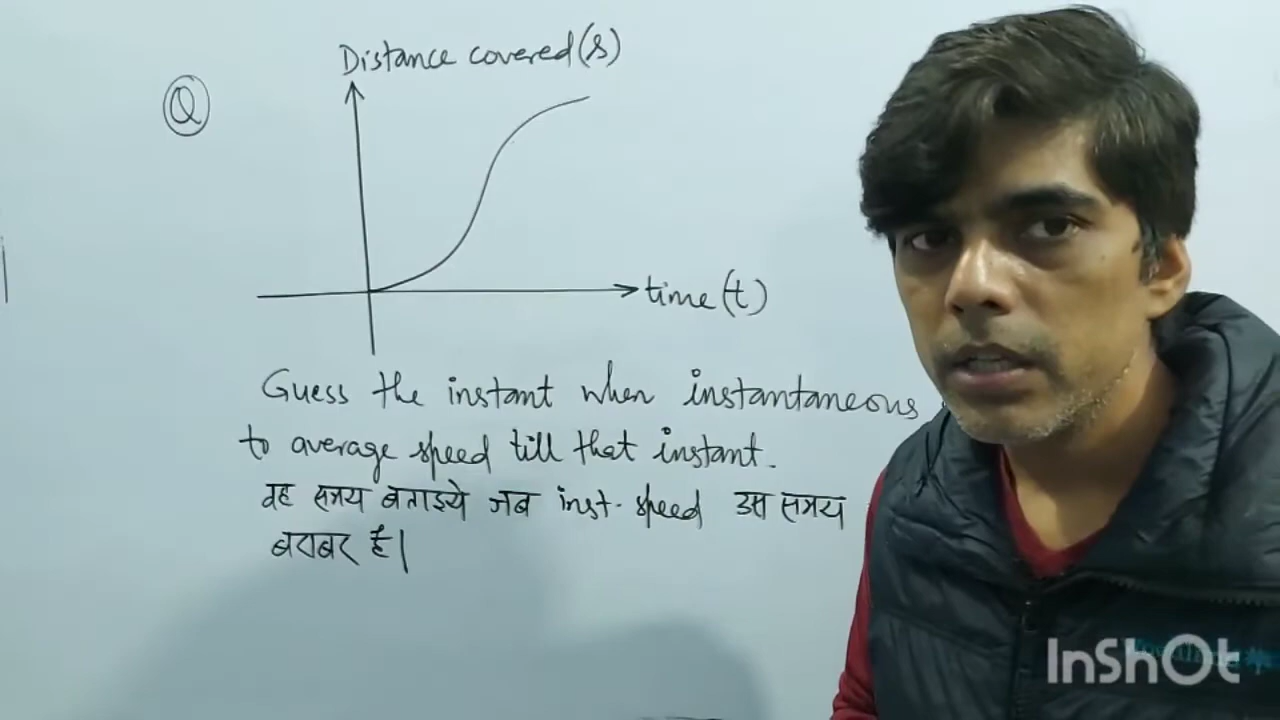 Distance covered (s)
Q
time (t)
Guess the instant when instantaneous
to average speed till that instant.
वह समय बताइये जब inst. speed उस समय
बराबर है।
InShOt